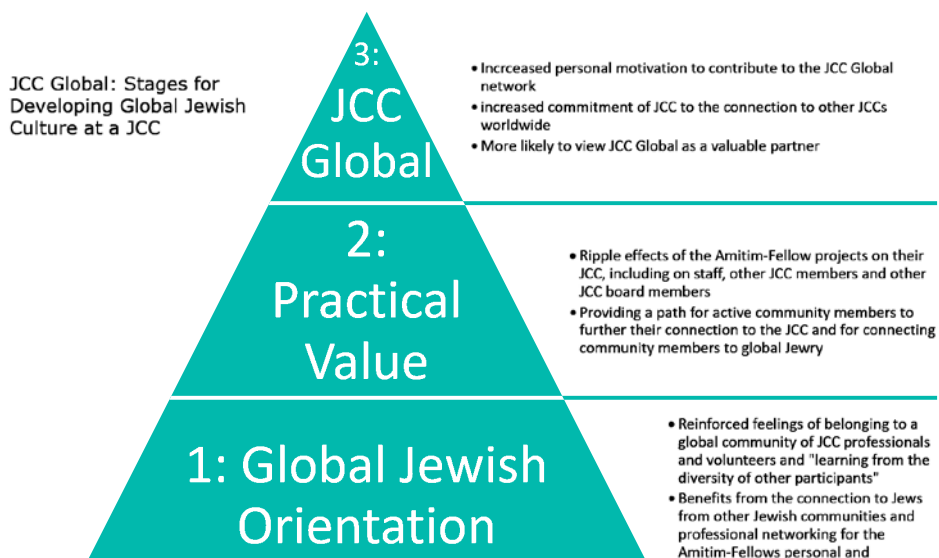 JCC Global: Stages for
Developing Global Jewish
Culture at a JCC
3:
JCC
Global
• Incrceased personal motivation to contribute to the JCC Global
network
• increased commitment of JCC to the connection to other JCCs
worldwide
• More likely to view JCC Global as a valuable partner
2:
Practical
Value
• Ripple effects of the Amitim-Fellow projects on their
JCC, including on staff, other JCC members and other
JCC board members
• Providing a path for active community members to
further their connection to the JCC and for connecting
community members to global Jewry
1: Global Jewish
Orientation
• Reinforced feelings of belonging to a
global community of JCC professionals
and volunteers and "learning from the
diversity of other participants"
• Benefits from the connection to Jews
from other Jewish communities and
professional networking for the
Amitim-Fellows personal and